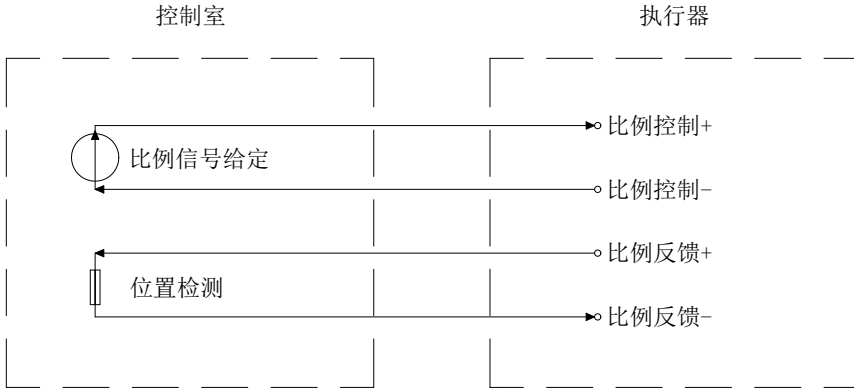 控制室
执行器
比例控制+
比例信号给定
比例控制-
比例反馈+
位置检测
比例反馈-